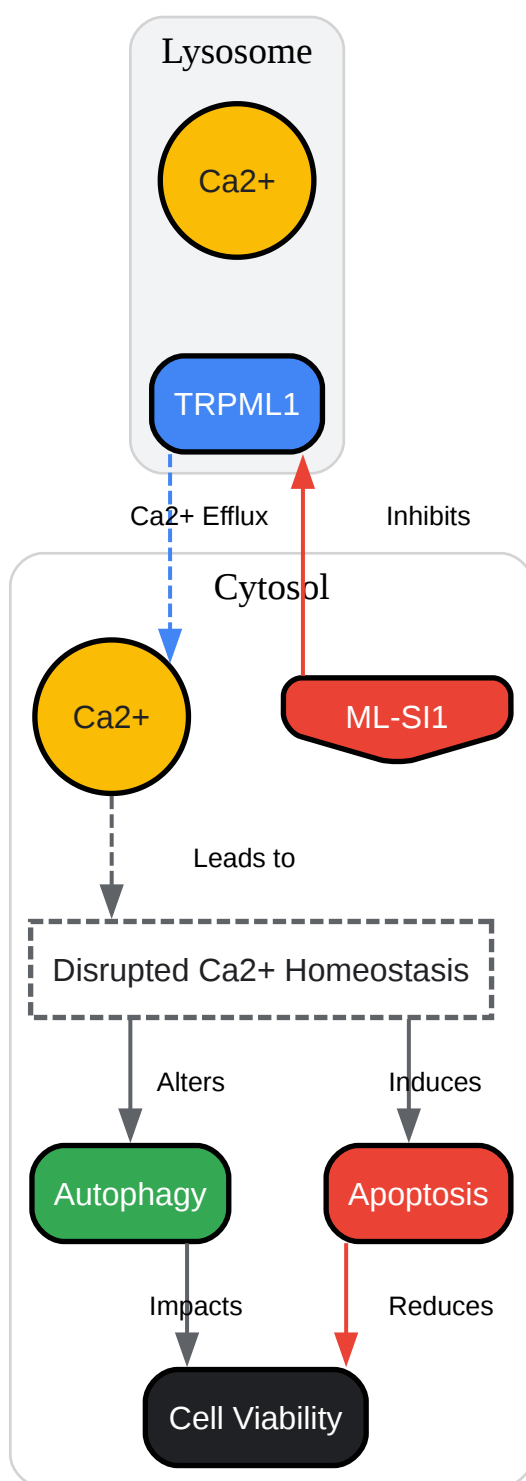 Lysosome
Ca2+
TRPML1
Ca2+ Efflux
Inhibits
Cytosol
Ca2+
ML-SI1
Leads to
Disrupted Ca2+ Homeostasis
Alters
Induces
Autophagy
Apoptosis
Impacts
Reduces
Cell Viability